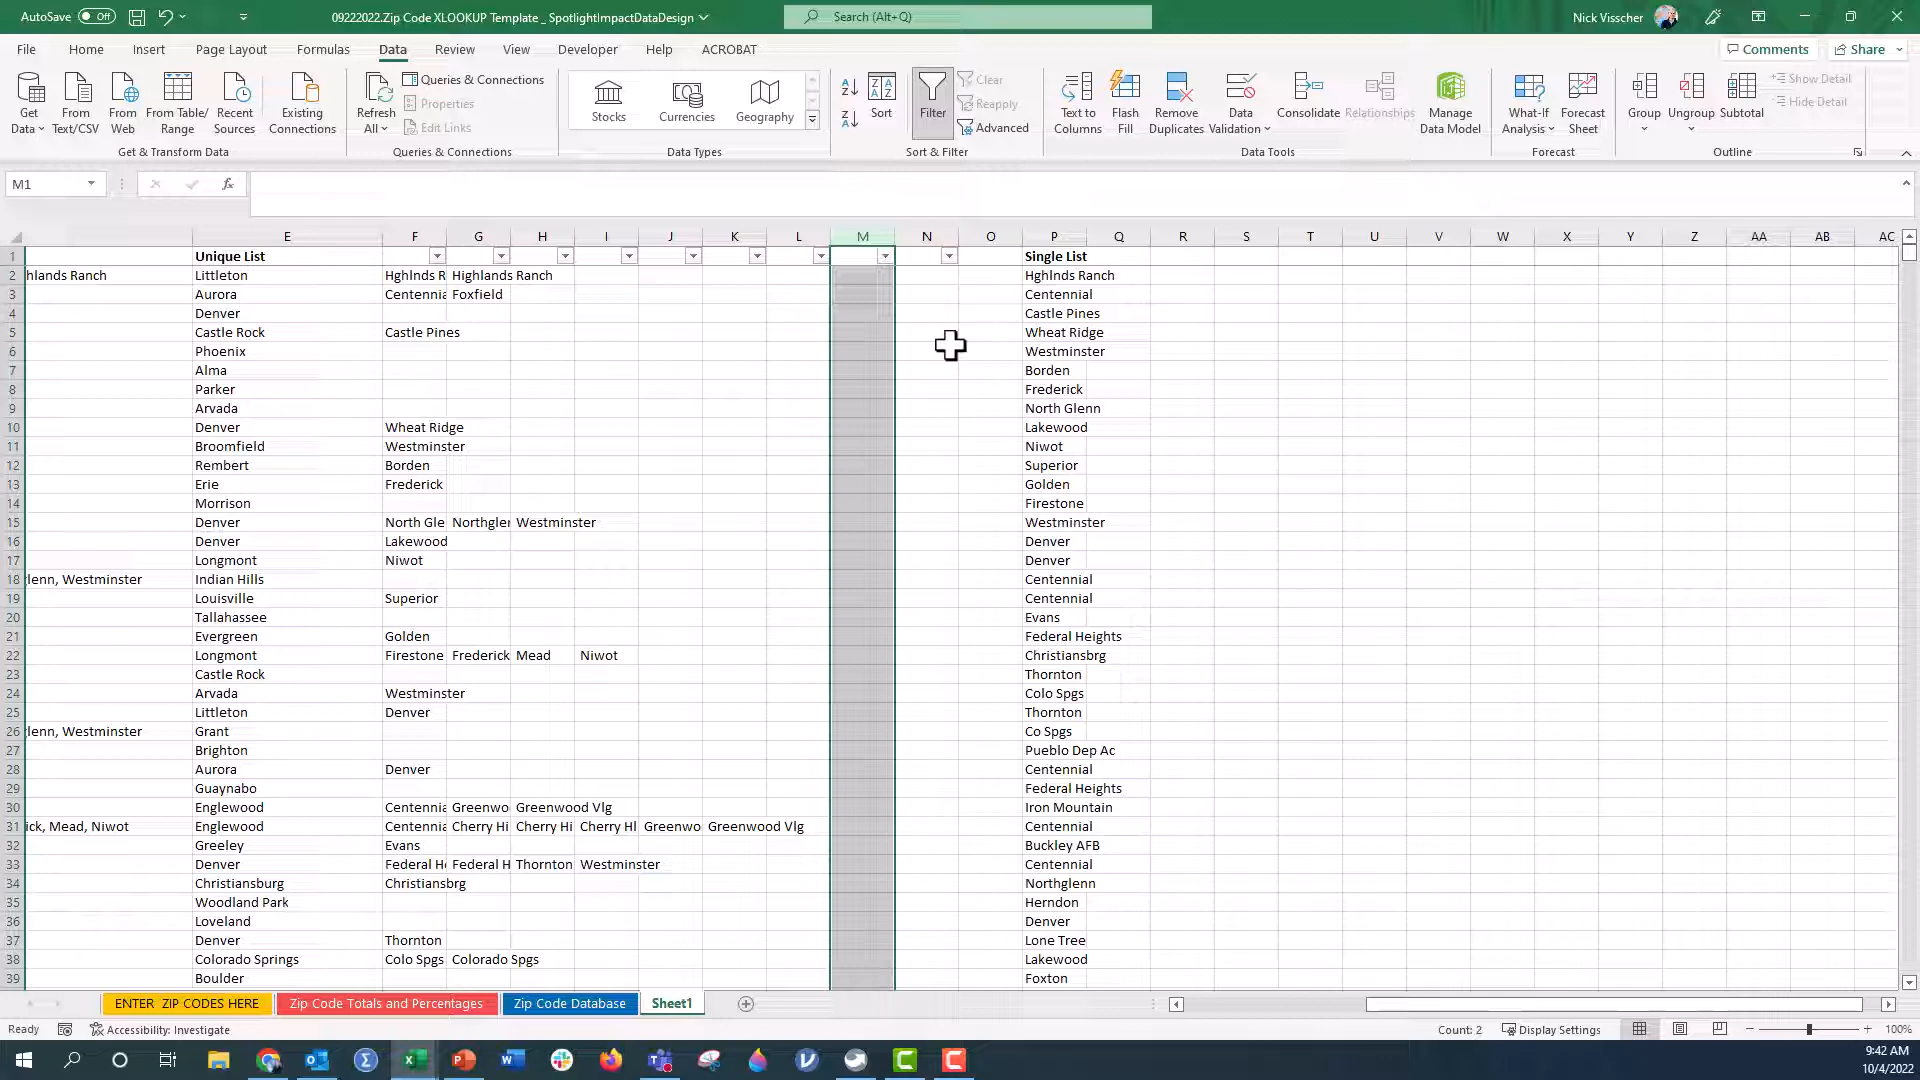 AutoSave Off 09222022.Zip Code XLOOKUP Template _ SpotlightImpactDataDesign Search (Alt+Q) Nick Visscher
File Home Insert Page Layout Formulas Data Review View Developer Help ACROBAT Comments Share
Get Data From Text/CSV From Web From Table/ Range Recent Sources Existing Connections
Get & Transform Data
Refresh All Queries & Connections Properties Edit Links
Queries & Connections
Stocks Currencies Geography
Data Types
Sort Filter Clear Reapply Advanced
Sort & Filter
Text to Columns Flash Fill Remove Duplicates Data Validation Consolidate Relationships Manage Data Model
Data Tools
What-If Analysis Forecast Sheet
Forecast
Group Ungroup Subtotal Show Detail Hide Detail
Outline
M1 fx
E F G H I J K L M N O P Q R S T U V W X Y Z AA AB AC
1 Unique List Single List
2 hlands Ranch Littleton Hghlnds R Highlands Ranch Hghlnds Ranch
3 Aurora Centennia Foxfield Centennial
4 Denver Castle Pines
5 Castle Rock Castle Pines Wheat Ridge
6 Phoenix Westminster
7 Alma Borden
8 Parker Frederick
9 Arvada North Glenn
10 Denver Wheat Ridge Lakewood
11 Broomfield Westminster Niwot
12 Rembert Borden Superior
13 Erie Frederick Golden
14 Morrison Firestone
15 Denver North Gle Northgler Westminster Westminster
16 Denver Lakewood Denver
17 Longmont Niwot Denver
18 lenn, Westminster Indian Hills Centennial
19 Louisville Superior Centennial
20 Tallahassee Evans
21 Evergreen Golden Federal Heights
22 Longmont Firestone Frederick Mead Niwot Christiansbrg
23 Castle Rock Thornton
24 Arvada Westminster Colo Spgs
25 Littleton Denver Thornton
26 lenn, Westminster Grant Co Spgs
27 Brighton Pueblo Dep Ac
28 Aurora Denver Centennial
29 Guaynabo Federal Heights
30 Englewood Centennia Greenwo Greenwood Vlg Iron Mountain
31 ick, Mead, Niwot Englewood Centennia Cherry Hi Cherry Hi Cherry Hl Greenwo Greenwood Vlg Centennial
32 Greeley Evans Buckley AFB
33 Denver Federal H Federal H Thornton Westminster Centennial
34 Christiansburg Christiansbrg Northglenn
35 Woodland Park Herndon
36 Loveland Denver
37 Denver Thornton Lone Tree
38 Colorado Springs Colo Spgs Colorado Spgs Lakewood
39 Boulder Foxton
ENTER ZIP CODES HERE Zip Code Totals and Percentages Zip Code Database Sheet1
Ready Accessibility: Investigate Count: 2 Display Settings 100%
9:42 AM
10/4/2022